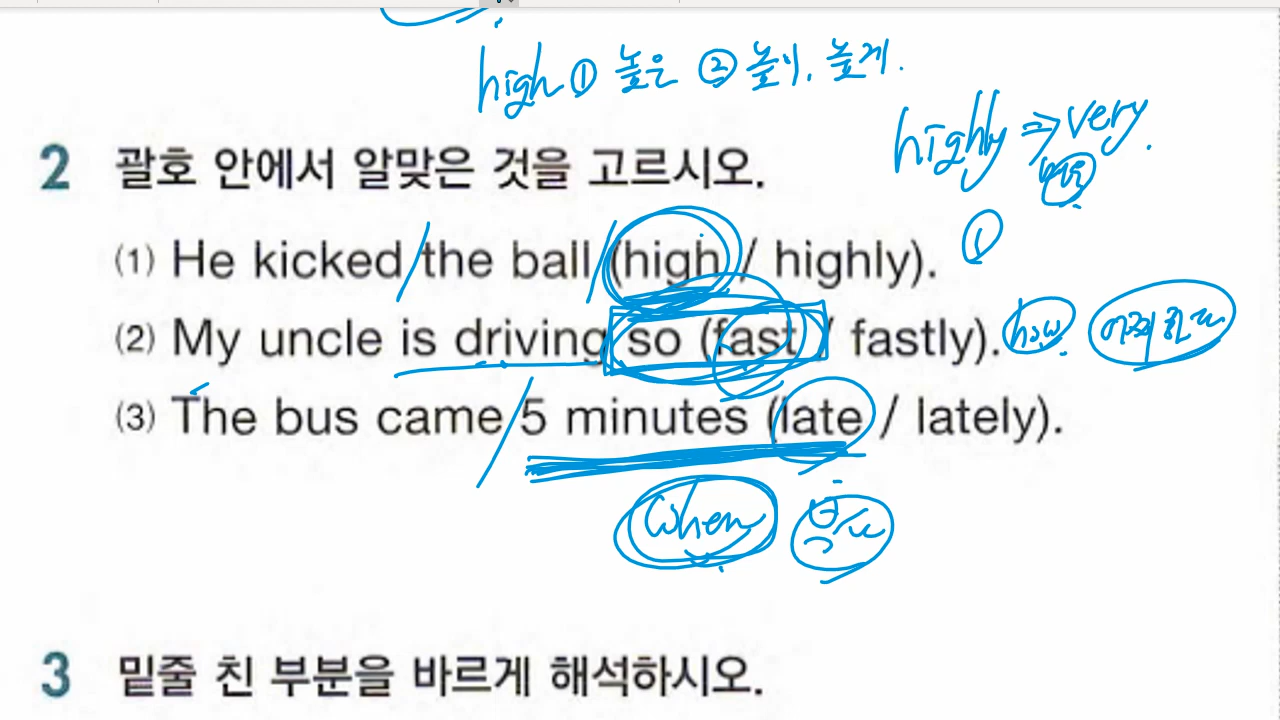 high ① 높은 ② 높이, 높게.
highly ⇒ very.
매우
2 괄호 안에서 알맞은 것을 고르시오.
①
(1) He kicked / the ball / (high / highly).
(2) My uncle is driving so (fast / fastly). how
(3) The bus came / 5 minutes (late / lately).
when 부사
3 밑줄 친 부분을 바르게 해석하시오.